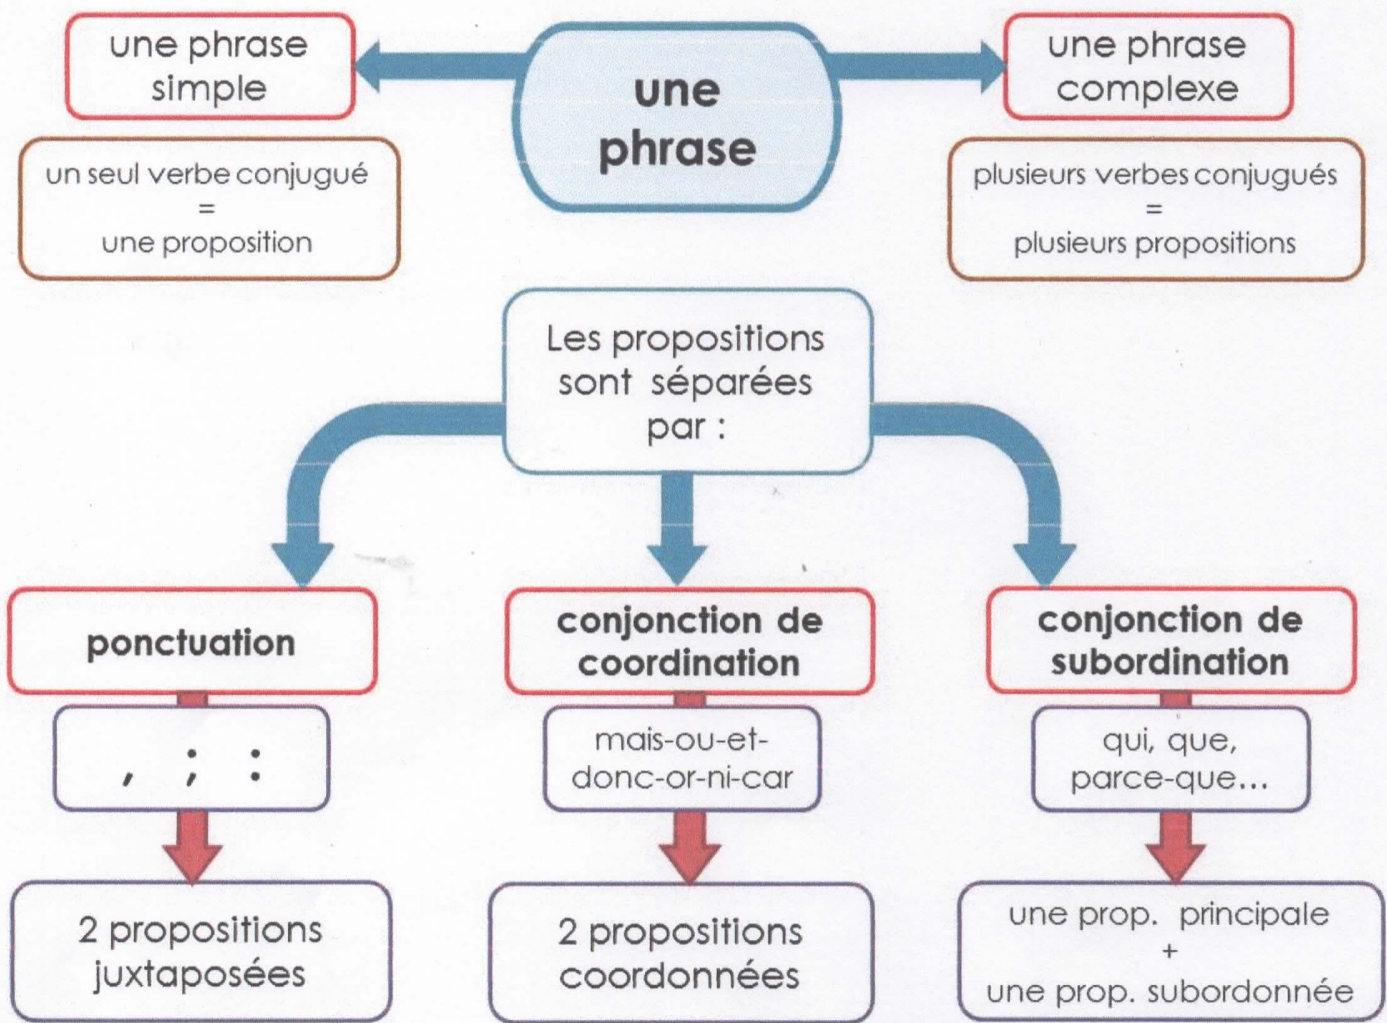 une phrase
simple
une
phrase
une phrase
complexe
un seul verbe conjugué
=
une proposition
plusieurs verbes conjugués
=
plusieurs propositions
Les propositions
sont séparées
par :
ponctuation
, ; :
2 propositions
juxtaposées
conjonction de
coordination
mais-ou-et-
donc-or-ni-car
2 propositions
coordonnées
conjonction de
subordination
qui, que,
parce-que...
une prop. principale
+
une prop. subordonnée